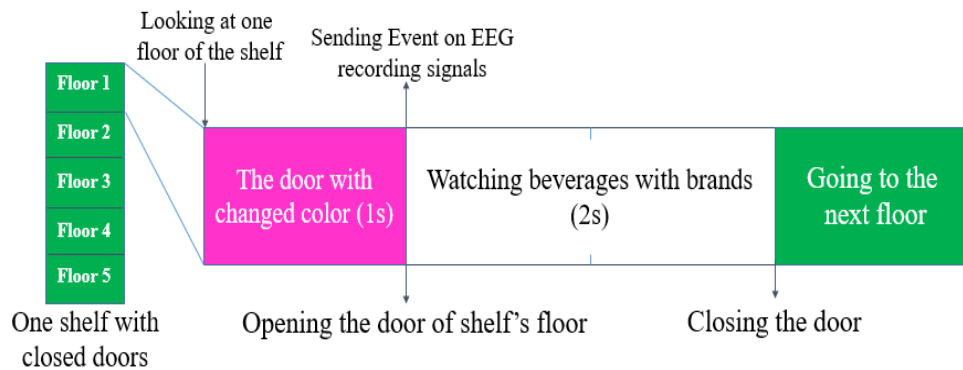 Looking at one
floor of the shelf
Sending Event on EEG
recording signals
Floor 1
Floor 2
Floor 3
Floor 4
Floor 5
The door with
changed color (1s)
Watching beverages with brands
(2s)
Going to the
next floor
One shelf with
closed doors
Opening the door of shelf's floor
Closing the door